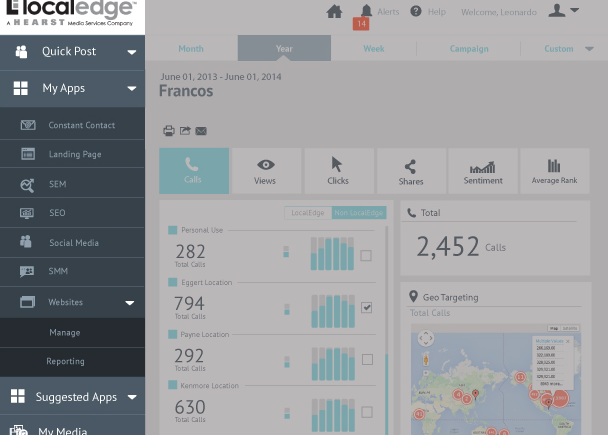 localedge
A HEARST Media Services Company
Alerts
Help
Welcome, Leonardo
14
Quick Post
My Apps
Constant Contact
Landing Page
SEM
SEO
Social Media
SMM
Websites
Manage
Reporting
Suggested Apps
My Media
Month
Year
Week
Campaign
Custom
June 01, 2013 - June 01, 2014
Francos
Calls
Views
Clicks
Shares
Sentiment
Average Rank
LocalEdge
Non LocalEdge
Personal Use
282
Total Calls
Eggert Location
794
Total Calls
Payne Location
292
Total Calls
Kenmore Location
630
Total Calls
Total
2,452 Calls
Geo Targeting
Total Calls
Map